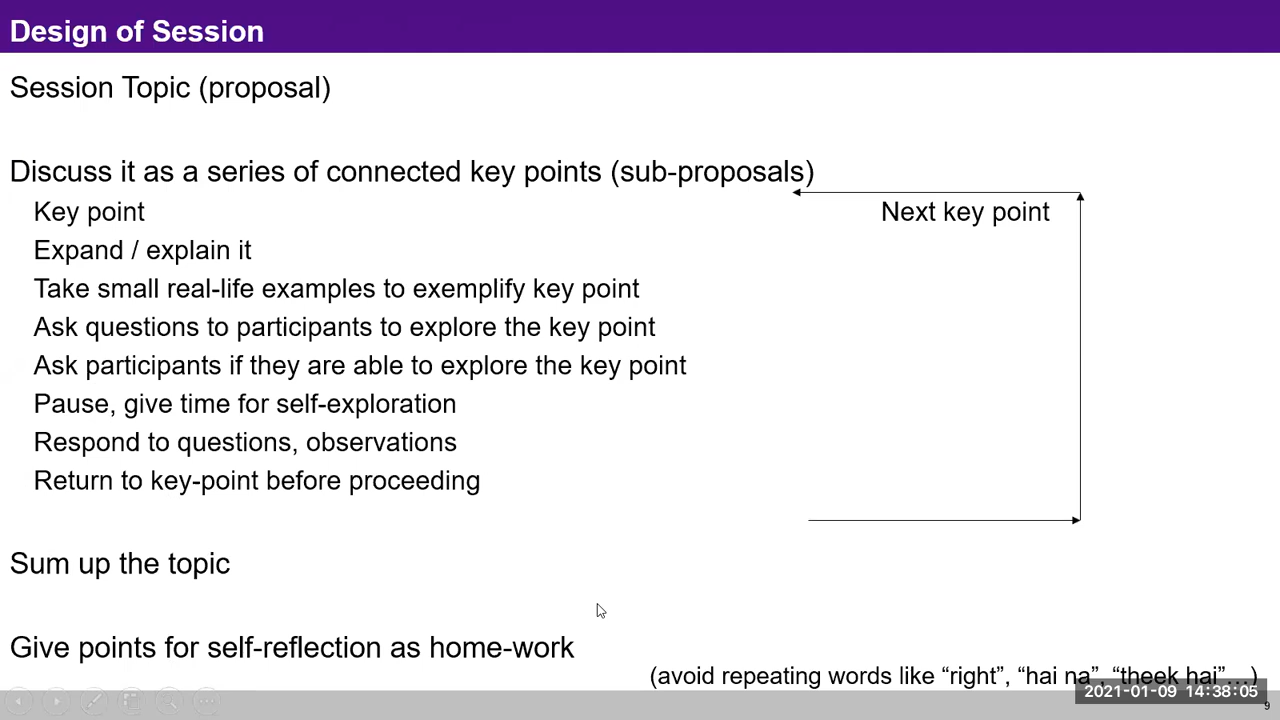 Design of Session
Session Topic (proposal)
Discuss it as a series of connected key points (sub-proposals)
Key point
Next key point
Expand / explain it
Take small real-life examples to exemplify key point
Ask questions to participants to explore the key point
Ask participants if they are able to explore the key point
Pause, give time for self-exploration
Respond to questions, observations
Return to key-point before proceeding
Sum up the topic
Give points for self-reflection as home-work
(avoid repeating words like “right”, “hai na”, “theek hai”…)
2021-01-09 14:38:05
9